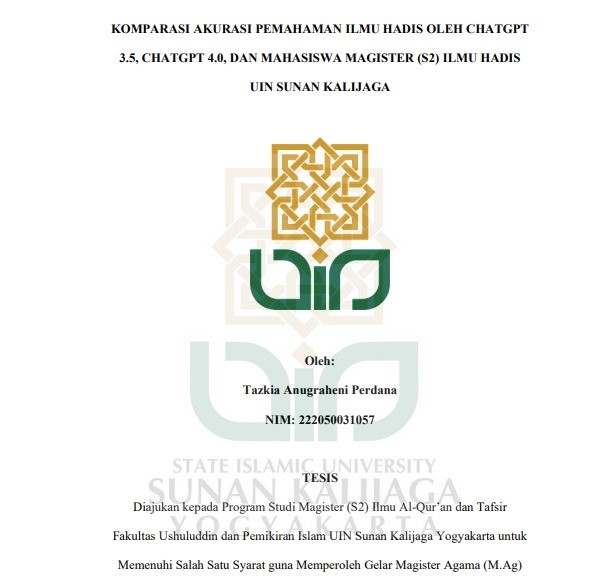 KOMPARASI AKURASI PEMAHAMAN ILMU HADIS OLEH CHATGPT
3.5, CHATGPT 4.0, DAN MAHASISWA MAGISTER (S2) ILMU HADIS
UIN SUNAN KALIJAGA
Oleh:
Tazkia Anugraheni Perdana
NIM: 222050031057
STATE ISLAMIC UNIVERSITY
TESIS
SUNAN KALIJAGA
Diajukan kepada Program Studi Magister (S2) Ilmu Al-Qur’an dan Tafsir
YOGYAKARTA
Fakultas Ushuluddin dan Pemikiran Islam UIN Sunan Kalijaga Yogyakarta untuk
Memenuhi Salah Satu Syarat guna Memperoleh Gelar Magister Agama (M.Ag)